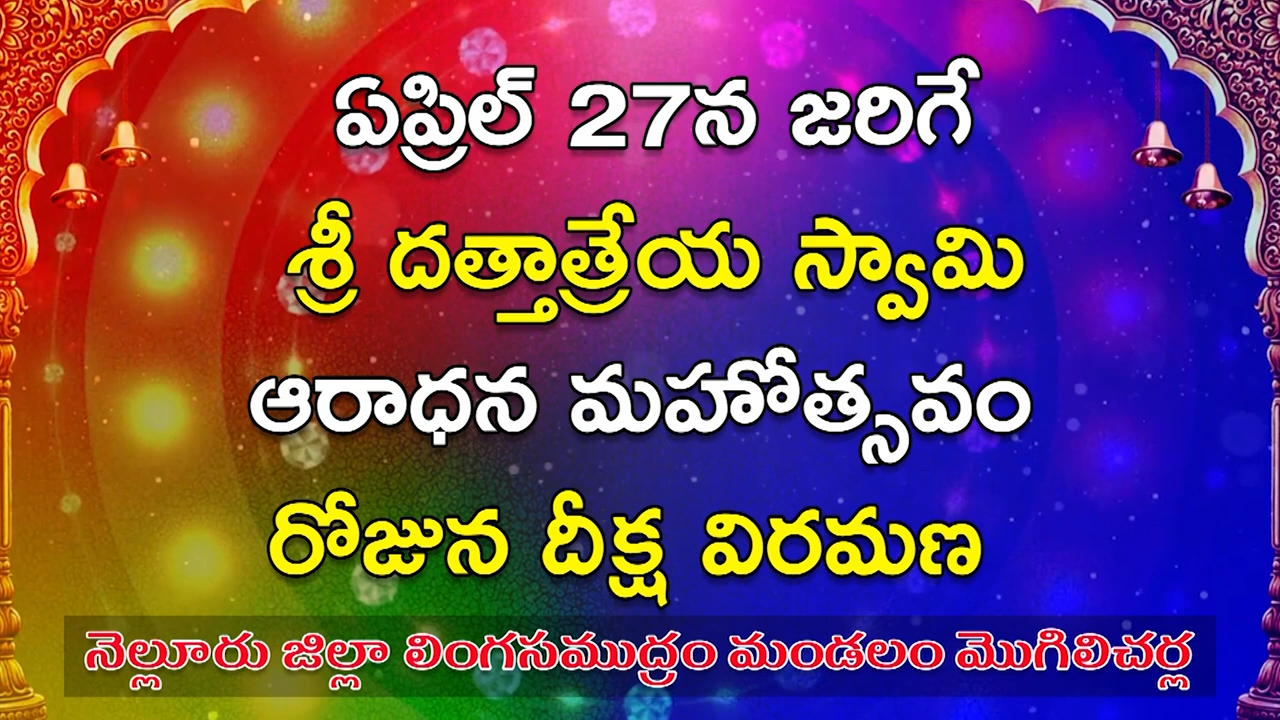 ఏప్రిల్ 27న జరిగే
శ్రీ దత్తాత్రేయ స్వామి
ఆరాధన మహోత్సవం
రోజున దీక్ష విరమణ
నెల్లూరు జిల్లా లింగసముద్రం మండలం మొగిలిచర్ల